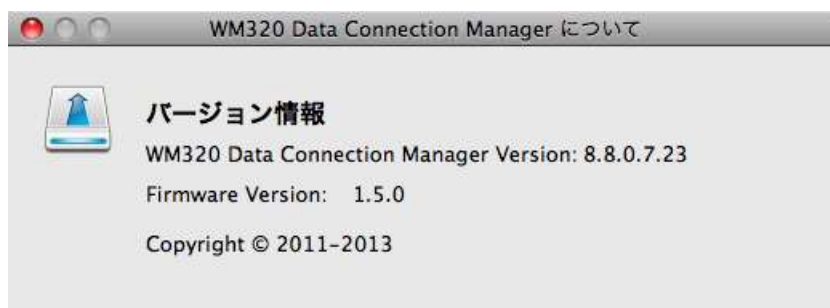 WM320 Data Connection Manager について
バージョン情報
WM320 Data Connection Manager Version: 8.8.0.7.23
Firmware Version: 1.5.0
Copyright © 2011-2013